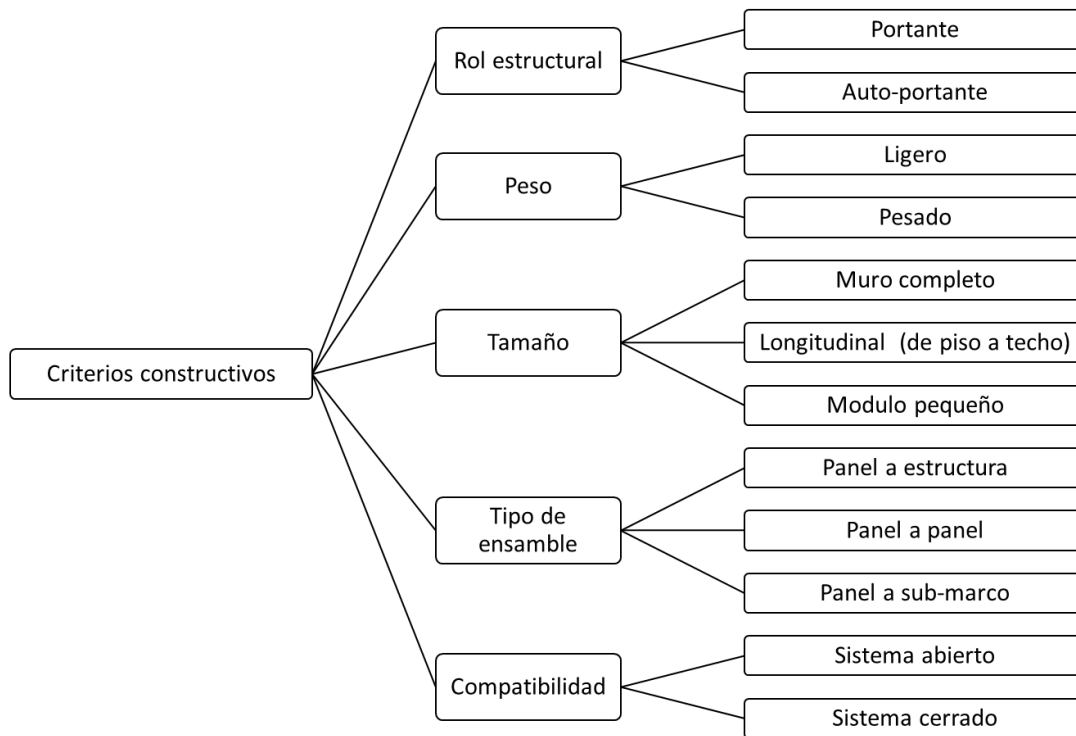 Criterios constructivos
Rol estructural
Portante
Auto-portante
Peso
Ligero
Pesado
Tamaño
Muro completo
Longitudinal (de piso a techo)
Modulo pequeño
Tipo de
ensamble
Panel a estructura
Panel a panel
Panel a sub-marco
Compatibilidad
Sistema abierto
Sistema cerrado